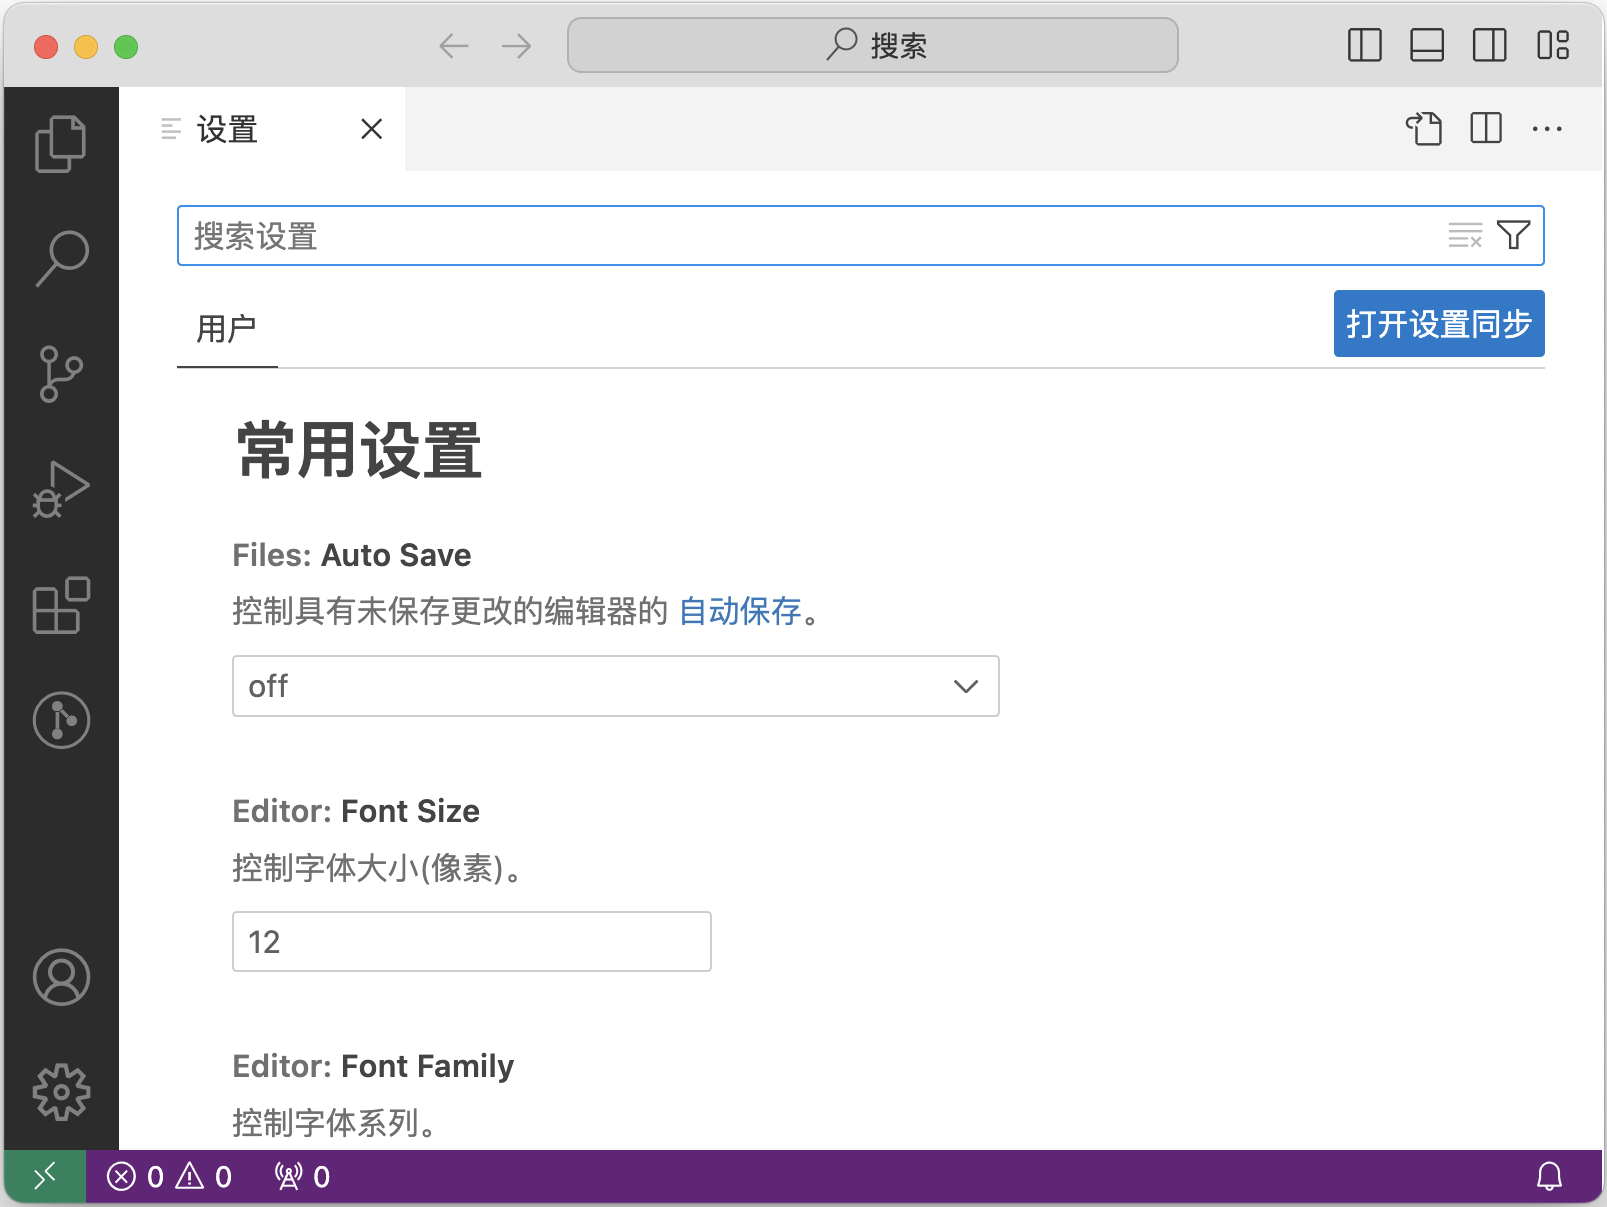 搜索
设置
搜索设置
用户
打开设置同步
常用设置
Files: Auto Save
控制具有未保存更改的编辑器的 自动保存。
off
Editor: Font Size
控制字体大小(像素)。
12
Editor: Font Family
控制字体系列。
0 0 0